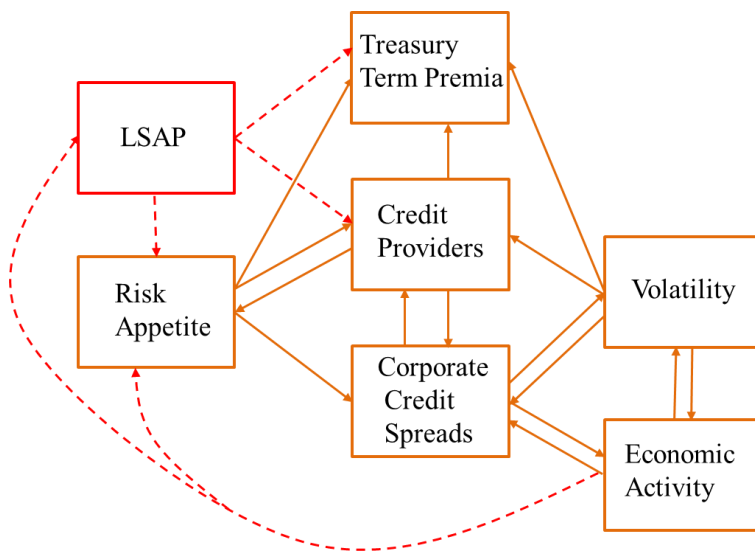 Treasury
Term Premia
LSAP
Credit
Providers
Risk
Appetite
Volatility
Corporate
Credit
Spreads
Economic
Activity